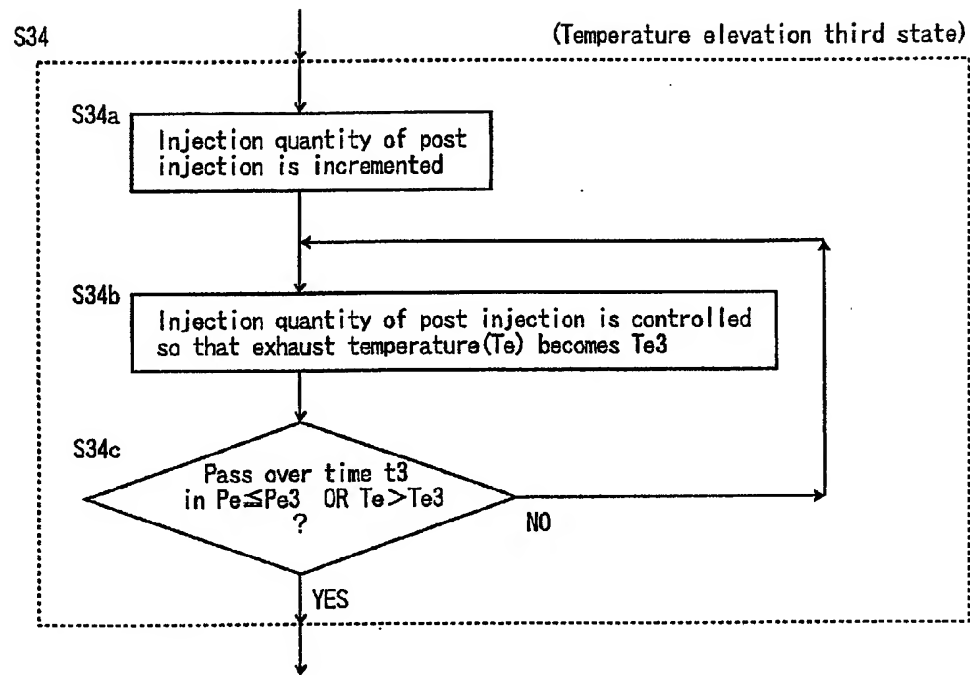 S34
(Temperature elevation third state)
S34a
Injection quantity of post
injection is incremented
S34b
Injection quantity of post injection is controlled
so that exhaust temperature(Te) becomes Te3
S34c
Pass over time t3
in Pe≦Pe3 OR Te>Te3
?
NO
YES